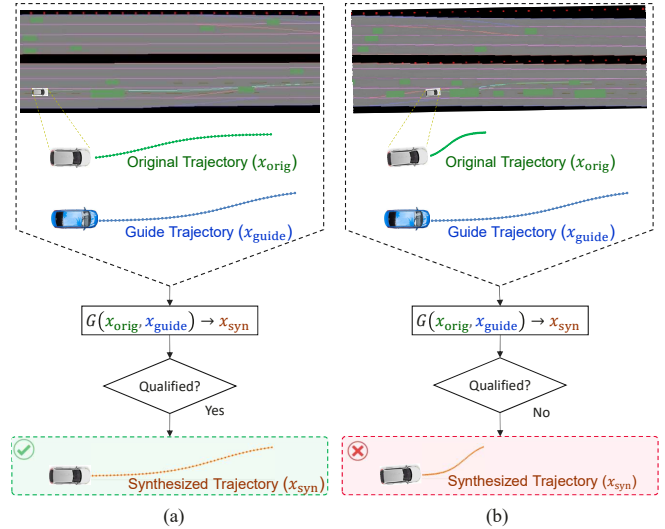 Original Trajectory (x_orig)
Guide Trajectory (x_guide)
G(x_orig, x_guide) → x_syn
Qualified?
Yes
Synthesized Trajectory (x_syn)
(a)
Original Trajectory (x_orig)
Guide Trajectory (x_guide)
G(x_orig, x_guide) → x_syn
Qualified?
No
Synthesized Trajectory (x_syn)
(b)